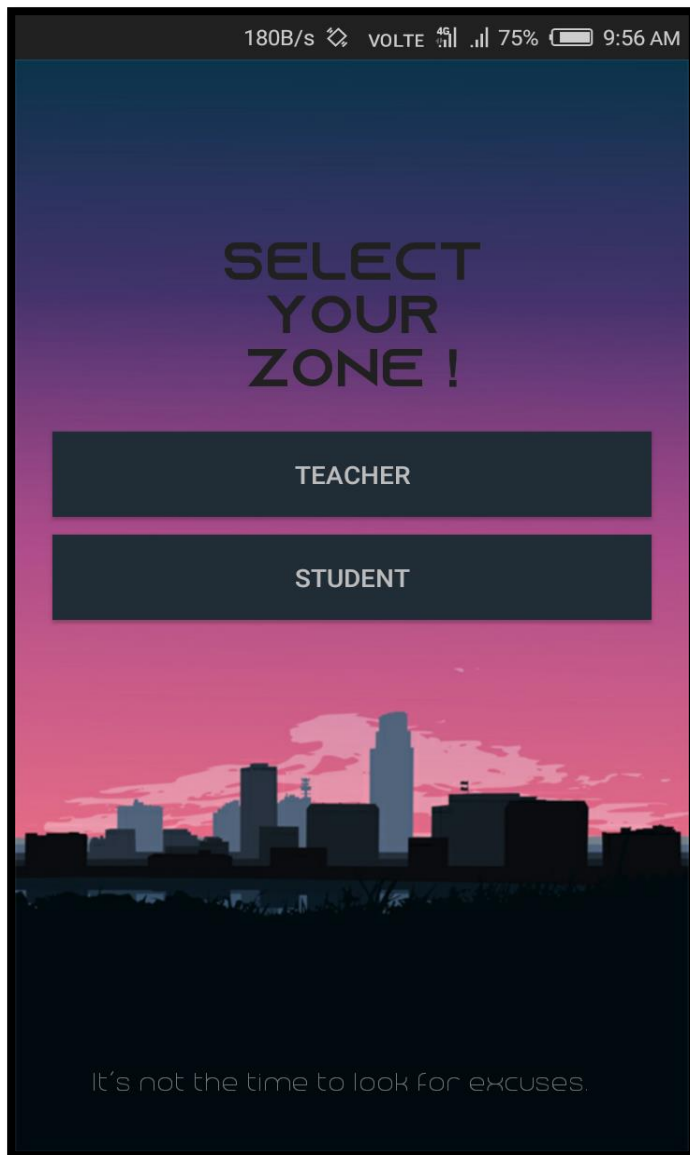 180B/s VOLTE 4G 75% 9:56 AM
SELECT
YOUR
ZONE !
TEACHER
STUDENT
It's not the time to look for excuses.